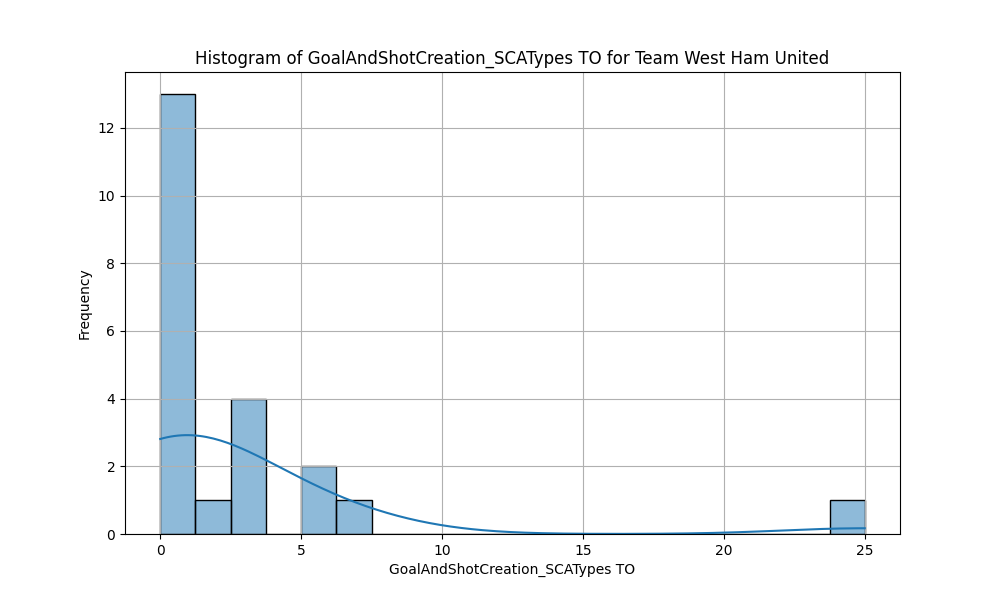 Histogram of GoalAndShotCreation_SCATypes TO for Team West Ham United
12
10
8
6
4
2
0
Frequency
0 5 10 15 20 25
GoalAndShotCreation_SCATypes TO